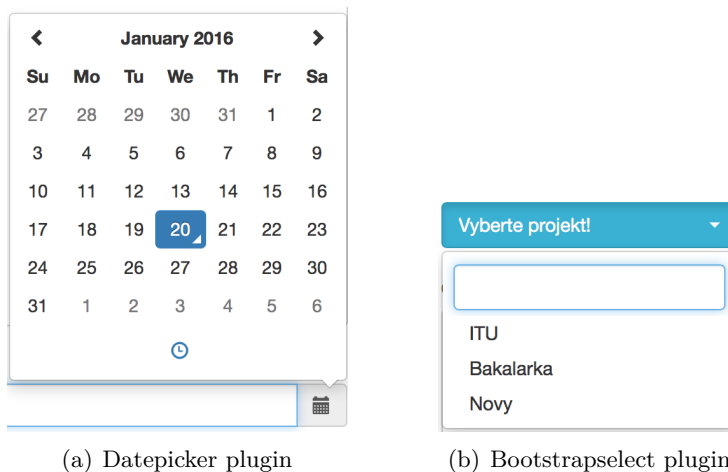 January 2016
Su Mo Tu We Th Fr Sa
27 28 29 30 31 1 2
3 4 5 6 7 8 9
10 11 12 13 14 15 16
17 18 19 20 21 22 23
24 25 26 27 28 29 30
31 1 2 3 4 5 6
(a) Datepicker plugin
Vyberte projekt!
ITU
Bakalarka
Novy
(b) Bootstrapselect plugin